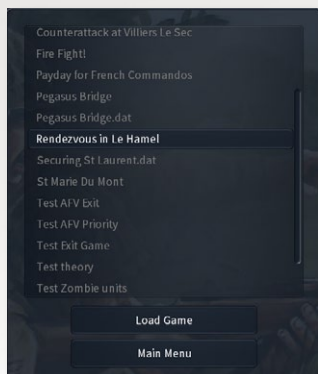 Counterattack at Villiers Le Sec
Fire Fight!
Payday for French Commandos
Pegasus Bridge
Pegasus Bridge.dat
Rendezvous in Le Hamel
Securing St Laurent.dat
St Marie Du Mont
Test AFV Exit
Test AFV Priority
Test Exit Game
Test theory
Test Zombie units
Load Game
Main Menu